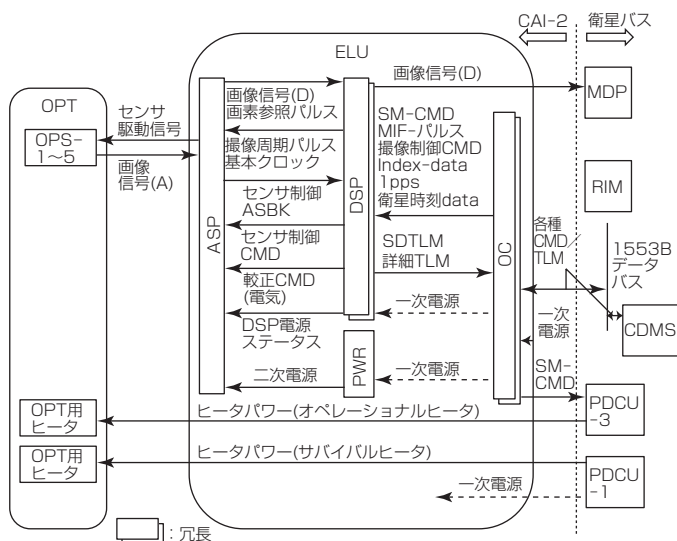 CAI-2
衛星バス
ELU
OPT
OPS-
1～5
センサ
駆動信号
画像
信号(A)
ASP
画像信号(D)
画素参照パルス
撮像周期パルス
基本クロック
センサ制御
ASBK
センサ制御
CMD
較正CMD
(電気)
DSP電源
ステータス
二次電源
DSP
PWR
画像信号(D)
SM-CMD
MIF-パルス
撮像制御CMD
Index-data
1pps
衛星時刻data
SDTLM
詳細TLM
一次電源
一次電源
OC
MDP
RIM
各種
CMD/
TLM
1553B
データ
バス
一次
電源
CDMS
SM-
CMD
OPT用
ヒータ
ヒータパワー(オペレーショナルヒータ)
PDCU
-3
OPT用
ヒータ
ヒータパワー(サバイバルヒータ)
PDCU
-1
一次電源
：冗長